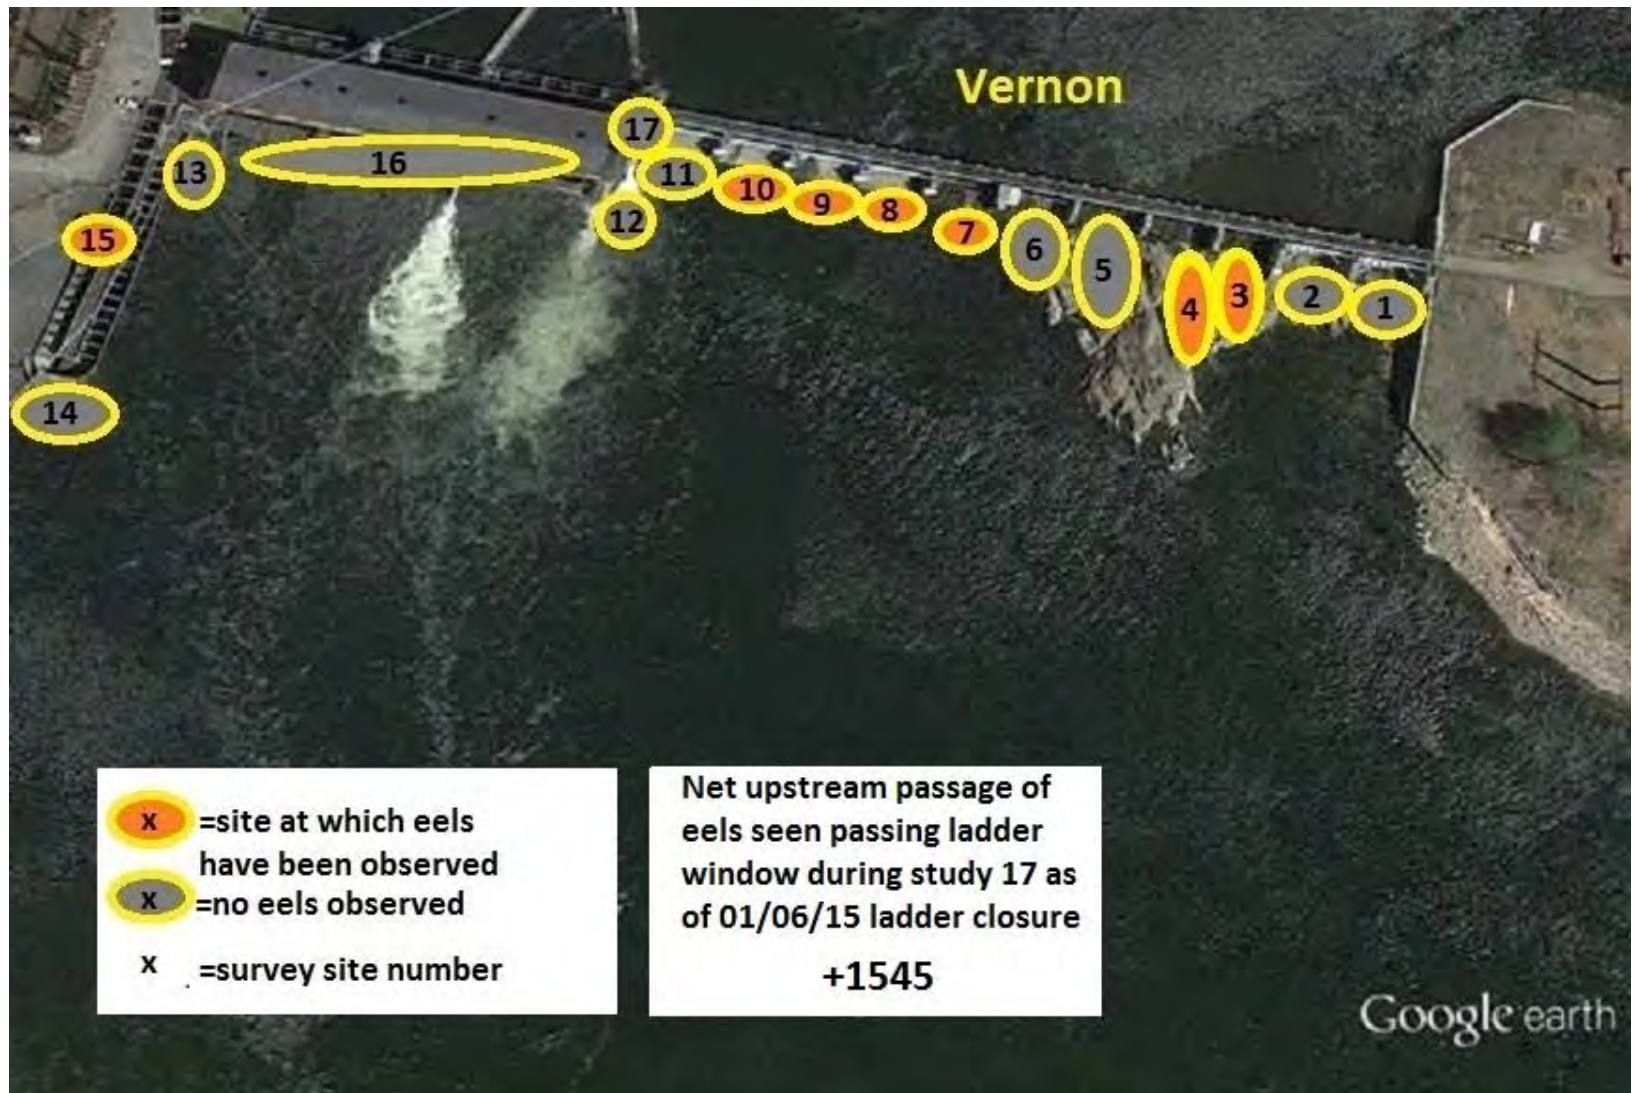 Vernon
17
16
13
11
10
9
8
12
7
15
6
5
4
3
2
1
14
x =site at which eels
have been observed
x =no eels observed
x =survey site number
Net upstream passage of
eels seen passing ladder
window during study 17 as
of 01/06/15 ladder closure
+1545
Google earth